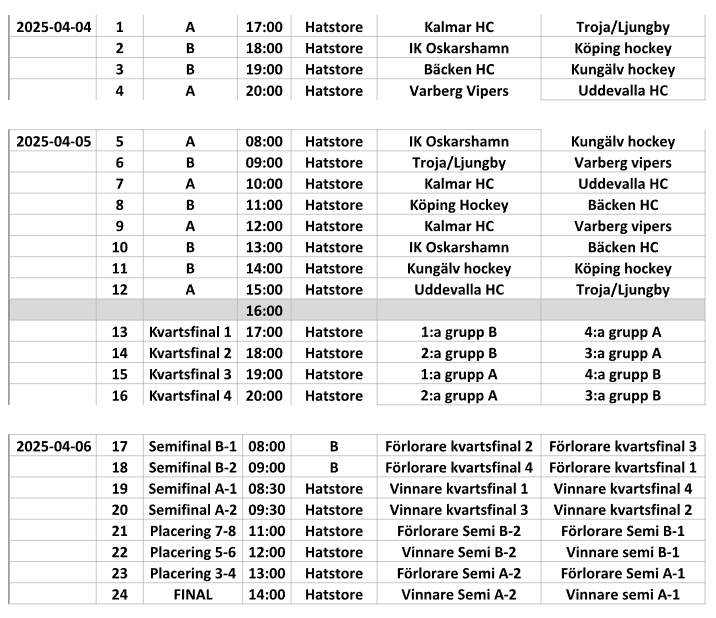 2025-04-04 1 A 17:00 Hatstore Kalmar HC Troja/Ljungby
2 B 18:00 Hatstore IK Oskarshamn Köping hockey
3 B 19:00 Hatstore Bäcken HC Kungälv hockey
4 A 20:00 Hatstore Varberg Vipers Uddevalla HC
2025-04-05 5 A 08:00 Hatstore IK Oskarshamn Kungälv hockey
6 B 09:00 Hatstore Troja/Ljungby Varberg vipers
7 A 10:00 Hatstore Kalmar HC Uddevalla HC
8 B 11:00 Hatstore Köping Hockey Bäcken HC
9 A 12:00 Hatstore Kalmar HC Varberg vipers
10 B 13:00 Hatstore IK Oskarshamn Bäcken HC
11 B 14:00 Hatstore Kungälv hockey Köping hockey
12 A 15:00 Hatstore Uddevalla HC Troja/Ljungby
16:00
13 Kvartsfinal 1 17:00 Hatstore 1:a grupp B 4:a grupp A
14 Kvartsfinal 2 18:00 Hatstore 2:a grupp B 3:a grupp A
15 Kvartsfinal 3 19:00 Hatstore 1:a grupp A 4:a grupp B
16 Kvartsfinal 4 20:00 Hatstore 2:a grupp A 3:a grupp B
2025-04-06 17 Semifinal B-1 08:00 B Förlorare kvartsfinal 2 Förlorare kvartsfinal 3
18 Semifinal B-2 09:00 B Förlorare kvartsfinal 4 Förlorare kvartsfinal 1
19 Semifinal A-1 08:30 Hatstore Vinnare kvartsfinal 1 Vinnare kvartsfinal 4
20 Semifinal A-2 09:30 Hatstore Vinnare kvartsfinal 3 Vinnare kvartsfinal 2
21 Placering 7-8 11:00 Hatstore Förlorare Semi B-2 Förlorare Semi B-1
22 Placering 5-6 12:00 Hatstore Vinnare Semi B-2 Vinnare semi B-1
23 Placering 3-4 13:00 Hatstore Förlorare Semi A-2 Förlorare Semi A-1
24 FINAL 14:00 Hatstore Vinnare Semi A-2 Vinnare semi A-1